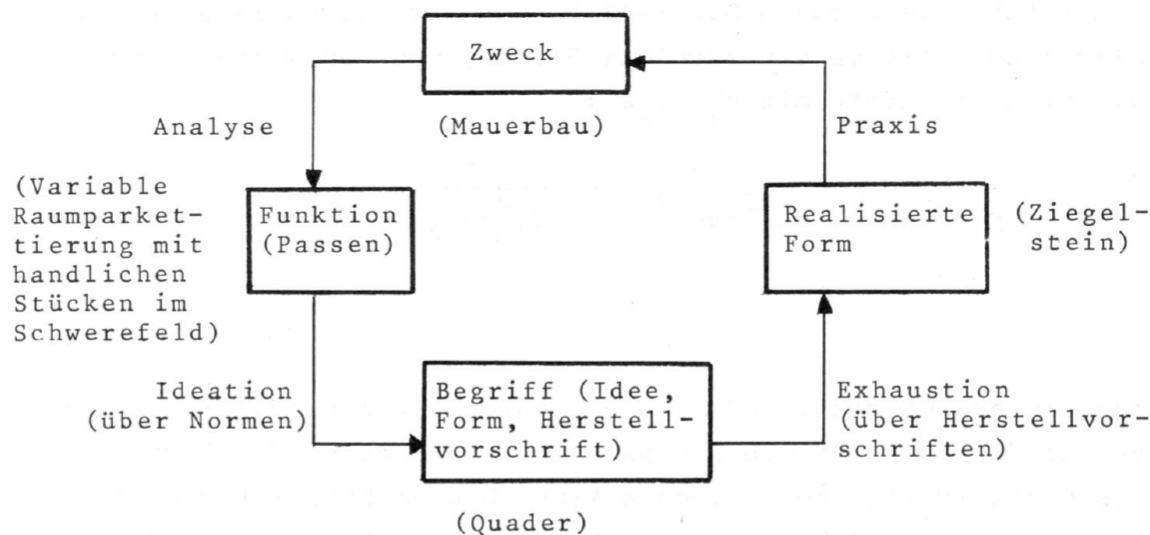 Zweck
Analyse
(Mauerbau)
Praxis
(Variable
Raumparket-
tierung mit
handlichen
Stücken im
Schwerefeld)
Funktion
(Passen)
Realisierte
Form
(Ziegel-
stein)
Ideation
(über Normen)
Begriff (Idee,
Form, Herstell-
vorschrift)
Exhaustion
(über Herstellvor-
schriften)
(Quader)